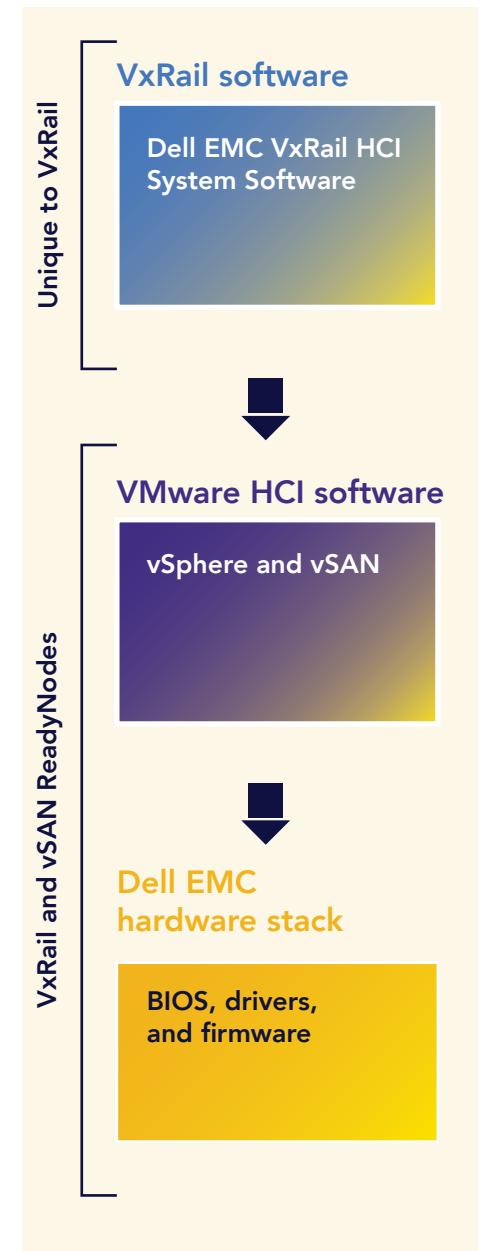 Unique to VxRail
VxRail software
Dell EMC VxRail HCI
System Software
VxRail and vSAN ReadyNodes
VMware HCI software
vSphere and vSAN
Dell EMC
hardware stack
BIOS, drivers,
and firmware